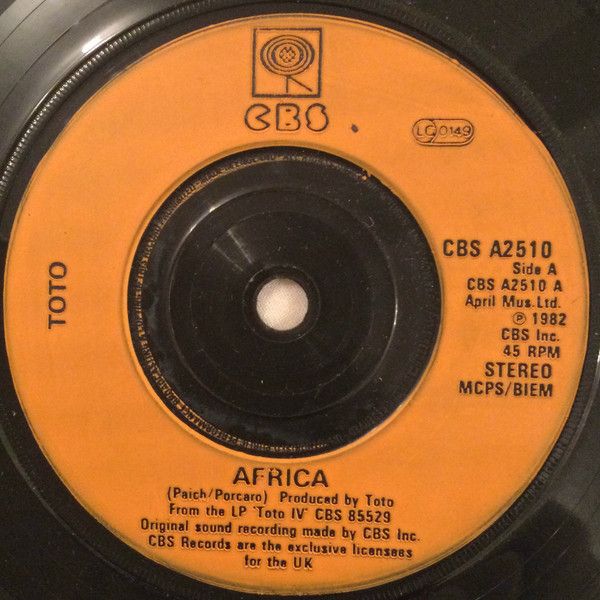 CBS
LC 0149
TOTO
CBS A2510
Side A
CBS A2510 A
April Mus. Ltd.
℗ 1982
CBS Inc.
45 RPM
STEREO
MCPS/BIEM
AFRICA
(Paich/Porcaro) Produced by Toto
From the LP 'Toto IV' CBS 85529
Original sound recording made by CBS Inc.
CBS Records are the exclusive licensees
for the UK